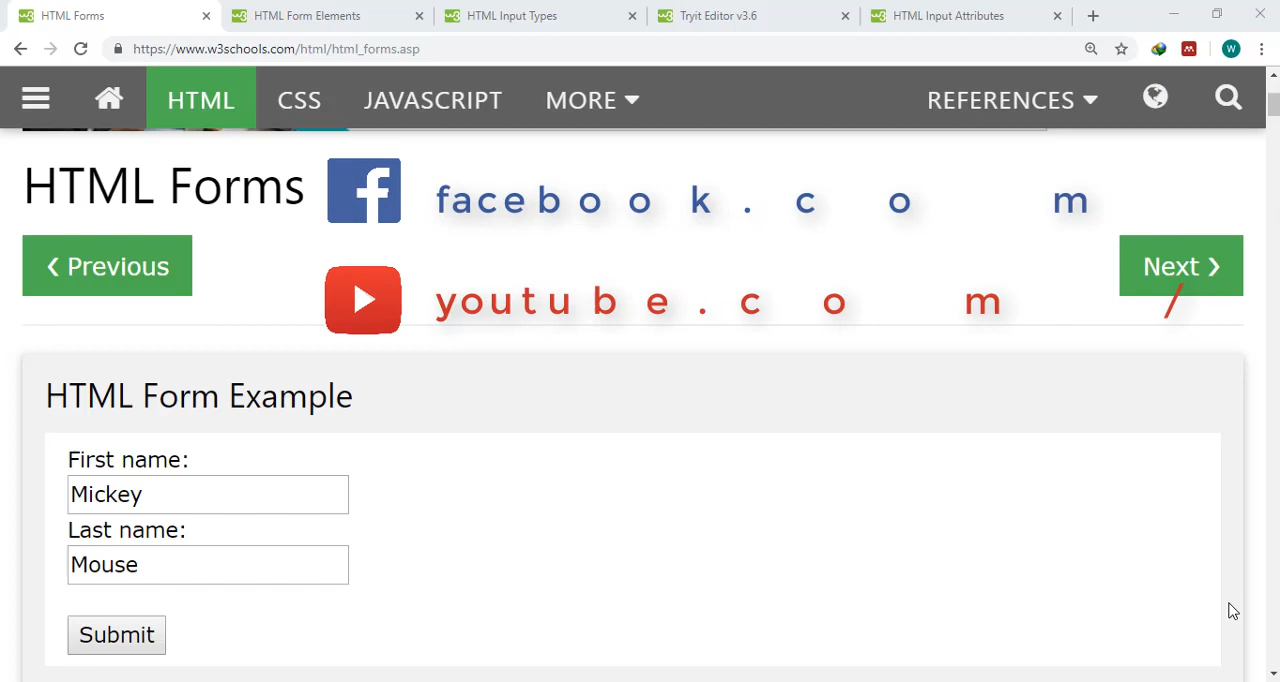 HTML Forms HTML Form Elements HTML Input Types Tryit Editor v3.6 HTML Input Attributes
https://www.w3schools.com/html/html_forms.asp W
HTML CSS JAVASCRIPT MORE REFERENCES
HTML Forms
facebook.com
❮ Previous Next ❯
youtube.com/
HTML Form Example
First name:
Mickey
Last name:
Mouse
Submit